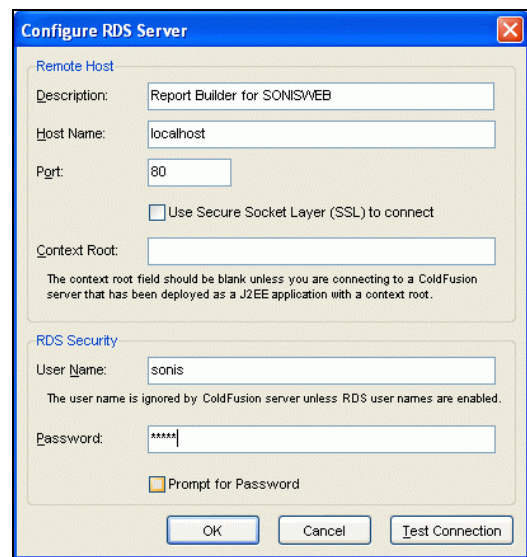 Configure RDS Server
Remote Host
Description: Report Builder for SONISWEB
Host Name: localhost
Port: 80
Use Secure Socket Layer (SSL) to connect
Context Root:
The context root field should be blank unless you are connecting to a ColdFusion
server that has been deployed as a J2EE application with a context root.
RDS Security
User Name: sonis
The user name is ignored by ColdFusion server unless RDS user names are enabled.
Password: *****
Prompt for Password
OK Cancel Test Connection